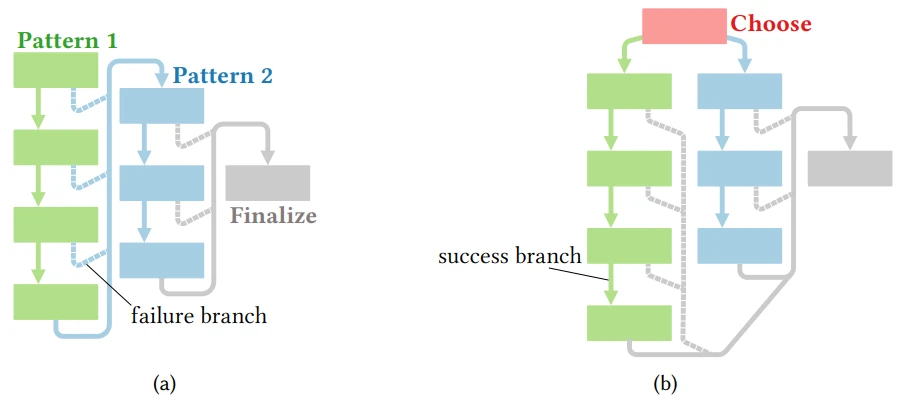 Pattern 1
Pattern 2
Finalize
failure branch
(a)
Choose
success branch
(b)